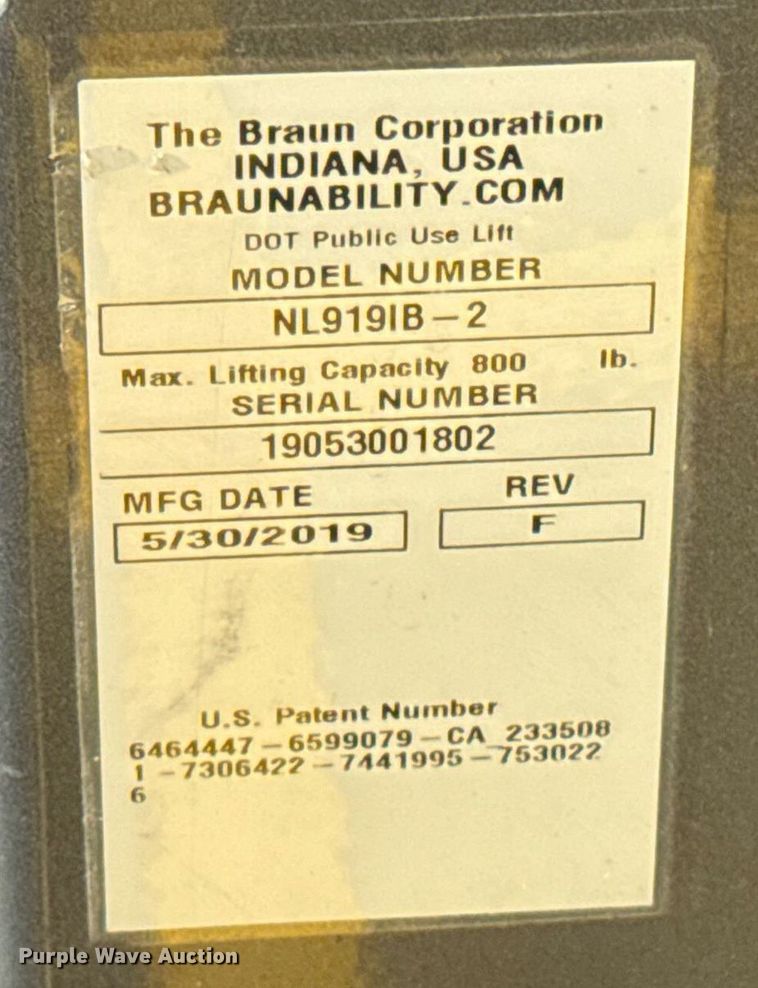 The Braun Corporation
INDIANA, USA
BRAUNABILITY.COM
DOT Public Use Lift
MODEL NUMBER
NL919IB-2
Max. Lifting Capacity 800 lb.
SERIAL NUMBER
19053001802
MFG DATE REV
5/30/2019 F
U.S. Patent Number
6464447-6599079-CA_233508
1-7306422-7441995-753022
6
Purple Wave Auction